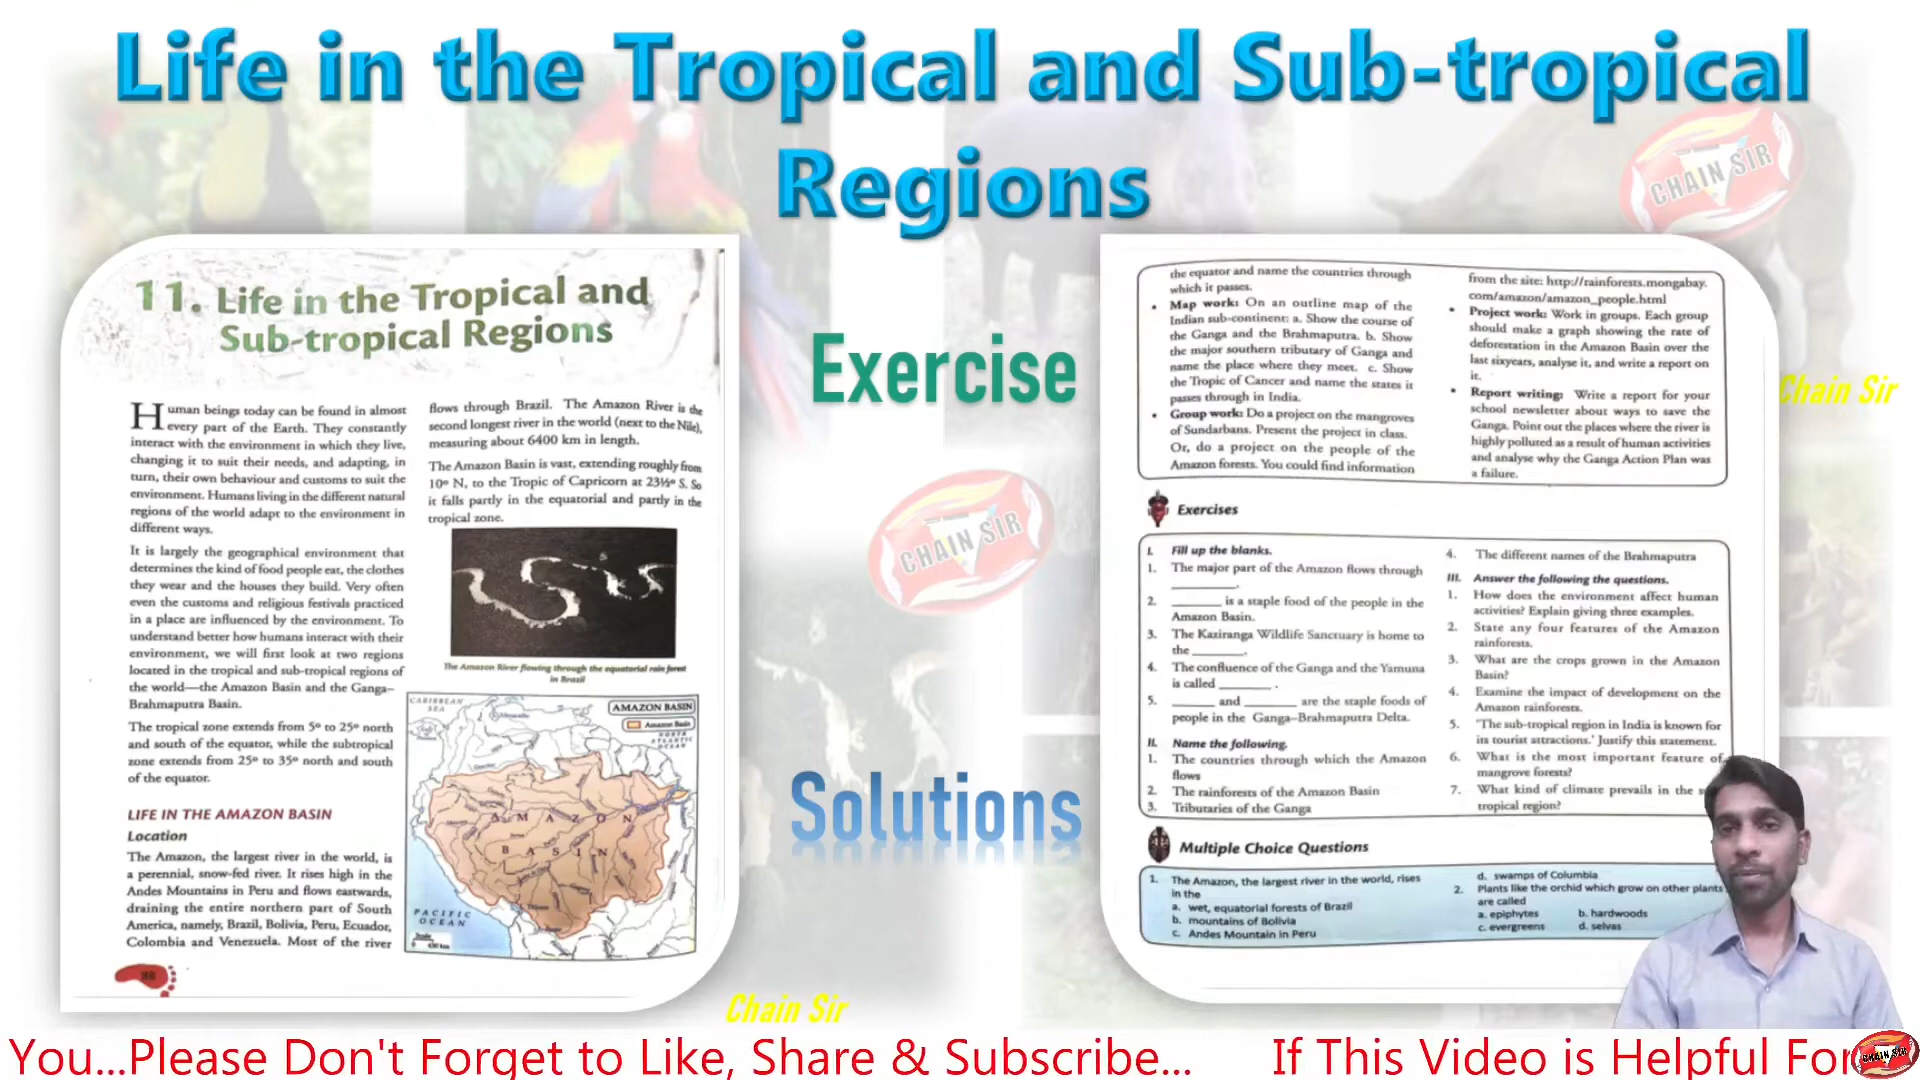 Life in the Tropical and Sub-tropical
Regions
CHAIN SIR
11. Life in the Tropical and
Sub-tropical Regions
Human beings today can be found in almost
every part of the Earth. They constantly
interact with the environment in which they live,
changing it to suit their needs, and adapting, in
turn, their own behaviour and customs to suit the
environment. Humans living in the different natural
regions of the world adapt to the environment in
different ways.
It is largely the geographical environment that
determines the kind of food people eat, the clothes
they wear and the houses they build. Very often
even the customs and religious festivals practiced
in a place are influenced by the environment. To
understand better how humans interact with their
environment, we will first look at two regions
located in the tropical and sub-tropical regions of
the world—the Amazon Basin and the Ganga–
Brahmaputra Basin.
The tropical zone extends from 5º to 25º north
and south of the equator, while the subtropical
zone extends from 25º to 35º north and south
of the equator.
LIFE IN THE AMAZON BASIN
Location
The Amazon, the largest river in the world, is
a perennial, snow-fed river. It rises high in the
Andes Mountains in Peru and flows eastwards,
draining the entire northern part of South
America, namely, Brazil, Bolivia, Peru, Ecuador,
Colombia and Venezuela. Most of the river
88
flows through Brazil. The Amazon River is the
second longest river in the world (next to the Nile),
measuring about 6400 km in length.
The Amazon Basin is vast, extending roughly from
10º N, to the Tropic of Capricorn at 23½º S. So
it falls partly in the equatorial and partly in the
tropical zone.
The Amazon River flowing through the equatorial rain forest
in Brazil
CARIBBEAN
SEA
AMAZON BASIN
Amazon Basin
NORTH
ATLANTIC
OCEAN
AMAZON
BASIN
PACIFIC
OCEAN
Scale
Exercise
CHAIN SIR
Solutions
Chain Sir
the equator and name the countries through
which it passes.
• Map work: On an outline map of the
Indian sub-continent: a. Show the course of
the Ganga and the Brahmaputra. b. Show
the major southern tributary of Ganga and
name the place where they meet. c. Show
the Tropic of Cancer and name the states it
passes through in India.
• Group work: Do a project on the mangroves
of Sundarbans. Present the project in class.
Or, do a project on the people of the
Amazon forests. You could find information
from the site: http://rainforests.mongabay.
com/amazon/amazon_people.html
• Project work: Work in groups. Each group
should make a graph showing the rate of
deforestation in the Amazon Basin over the
last sixyears, analyse it, and write a report on
it.
• Report writing: Write a report for your
school newsletter about ways to save the
Ganga. Point out the places where the river is
highly polluted as a result of human activities
and analyse why the Ganga Action Plan was
a failure.
Chain Sir
Exercises
I. Fill up the blanks.
1. The major part of the Amazon flows through
________.
2. ________ is a staple food of the people in the
Amazon Basin.
3. The Kaziranga Wildlife Sanctuary is home to
the ________.
4. The confluence of the Ganga and the Yamuna
is called ________ .
5. ________ and ________ are the staple foods of
people in the Ganga–Brahmaputra Delta.
II. Name the following.
1. The countries through which the Amazon
flows
2. The rainforests of the Amazon Basin
3. Tributaries of the Ganga
4. The different names of the Brahmaputra
III. Answer the following the questions.
1. How does the environment affect human
activities? Explain giving three examples.
2. State any four features of the Amazon
rainforests.
3. What are the crops grown in the Amazon
Basin?
4. Examine the impact of development on the
Amazon rainforests.
5. 'The sub-tropical region in India is known for
its tourist attractions.' Justify this statement.
6. What is the most important feature of
mangrove forests?
7. What kind of climate prevails in the
tropical region?
Multiple Choice Questions
1. The Amazon, the largest river in the world, rises
in the
a. wet, equatorial forests of Brazil
b. mountains of Bolivia
c. Andes Mountain in Peru
d. swamps of Columbia
2. Plants like the orchid which grow on other plants
are called
a. epiphytes b. hardwoods
c. evergreens d. selvas
You...Please Don't Forget to Like, Share & Subscribe... If This Video is Helpful For
CHAIN SIR